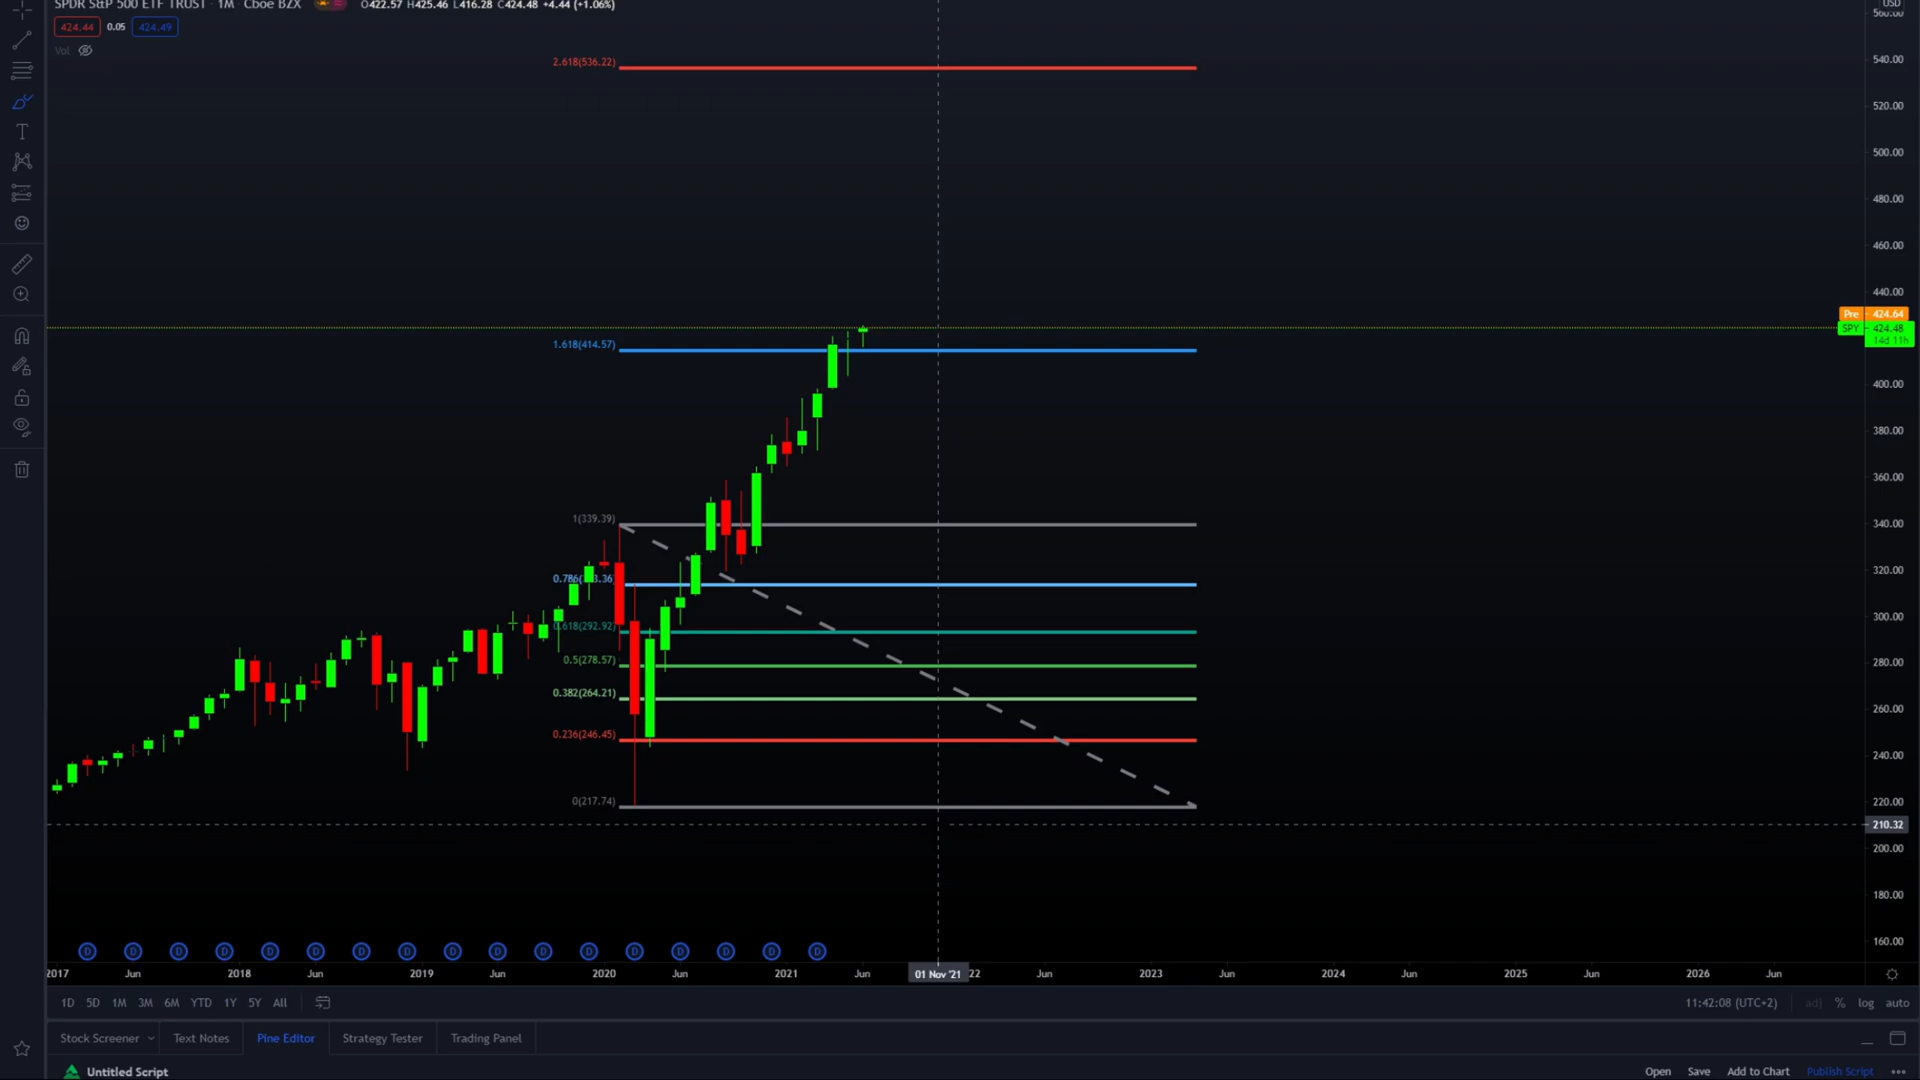 SPDR S&P 500 ETF TRUST · 1M · Cboe BZX O422.57 H425.46 L416.28 C424.48 +4.44 (+1.06%)
USD
560.00
424.44 0.05 424.49
Vol
2.618(536.22)
540.00
520.00
500.00
480.00
460.00
440.00
Pre 424.64
SPY 424.48
14d 11h
1.618(414.57)
400.00
380.00
360.00
1(339.39)
340.00
320.00
300.00
0.618(292.92)
0.5(278.57)
280.00
0.382(264.21)
260.00
0.236(246.45)
240.00
0(217.74)
220.00
210.32
200.00
180.00
160.00
D D D D D D D D D D D D D D D D D
2017 Jun 2018 Jun 2019 Jun 2020 Jun 2021 Jun 01 Nov '21 22 Jun 2023 Jun 2024 Jun 2025 Jun 2026 Jun
1D 5D 1M 3M 6M YTD 1Y 5Y All 11:42:08 (UTC+2) adj % log auto
Stock Screener Text Notes Pine Editor Strategy Tester Trading Panel
Untitled Script Open Save Add to Chart Publish Script